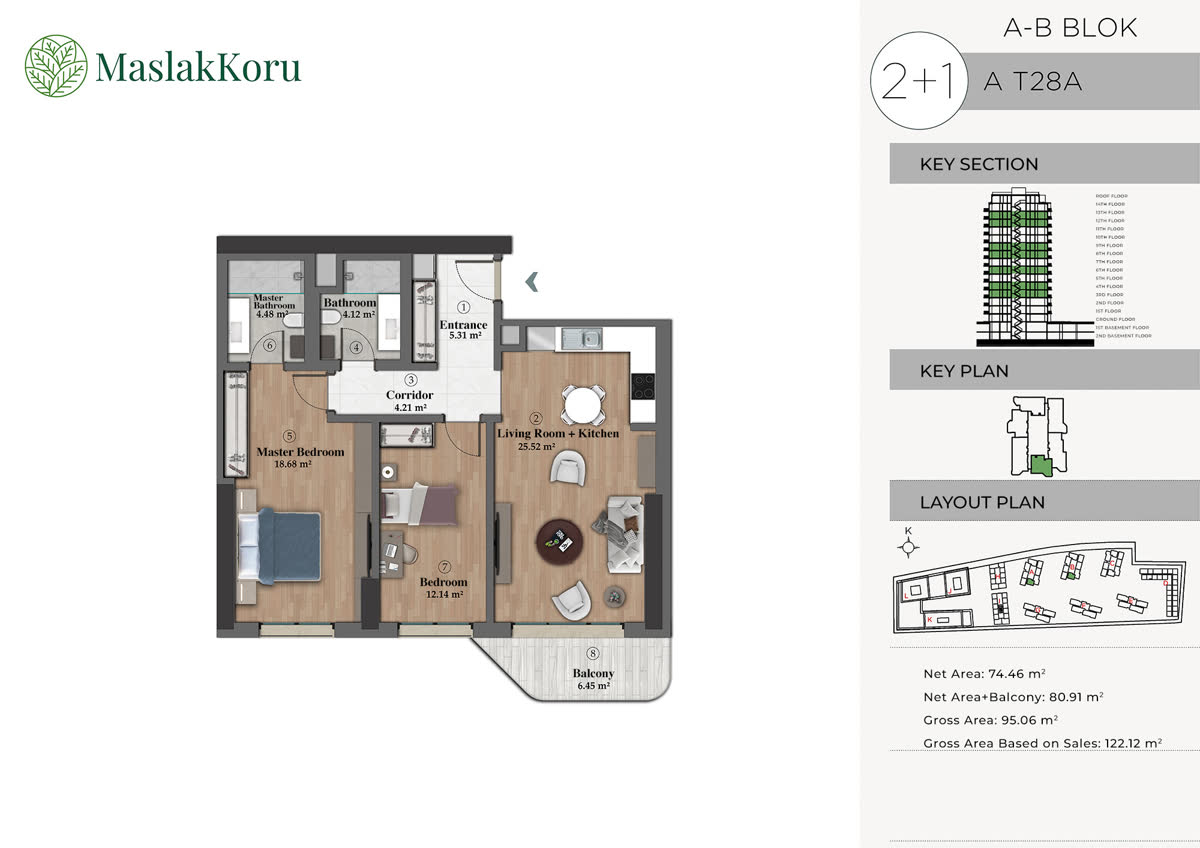 MaslakKoru
A-B BLOK
2+1
A T28A
KEY SECTION
ROOF FLOOR
14TH FLOOR
13TH FLOOR
12TH FLOOR
11TH FLOOR
10TH FLOOR
9TH FLOOR
8TH FLOOR
7TH FLOOR
6TH FLOOR
5TH FLOOR
4TH FLOOR
3RD FLOOR
2ND FLOOR
1ST FLOOR
GROUND FLOOR
1ST BASEMENT FLOOR
2ND BASEMENT FLOOR
KEY PLAN
LAYOUT PLAN
K
A
B
C
L
J
K
Net Area: 74.46 m²
Net Area+Balcony: 80.91 m²
Gross Area: 95.06 m²
Gross Area Based on Sales: 122.12 m²
Master
Bathroom
4.48 m²
6
Bathroom
4.12 m²
4
1
Entrance
5.31 m²
3
Corridor
4.21 m²
2
Living Room + Kitchen
25.52 m²
5
Master Bedroom
18.68 m²
7
Bedroom
12.14 m²
8
Balcony
6.45 m²